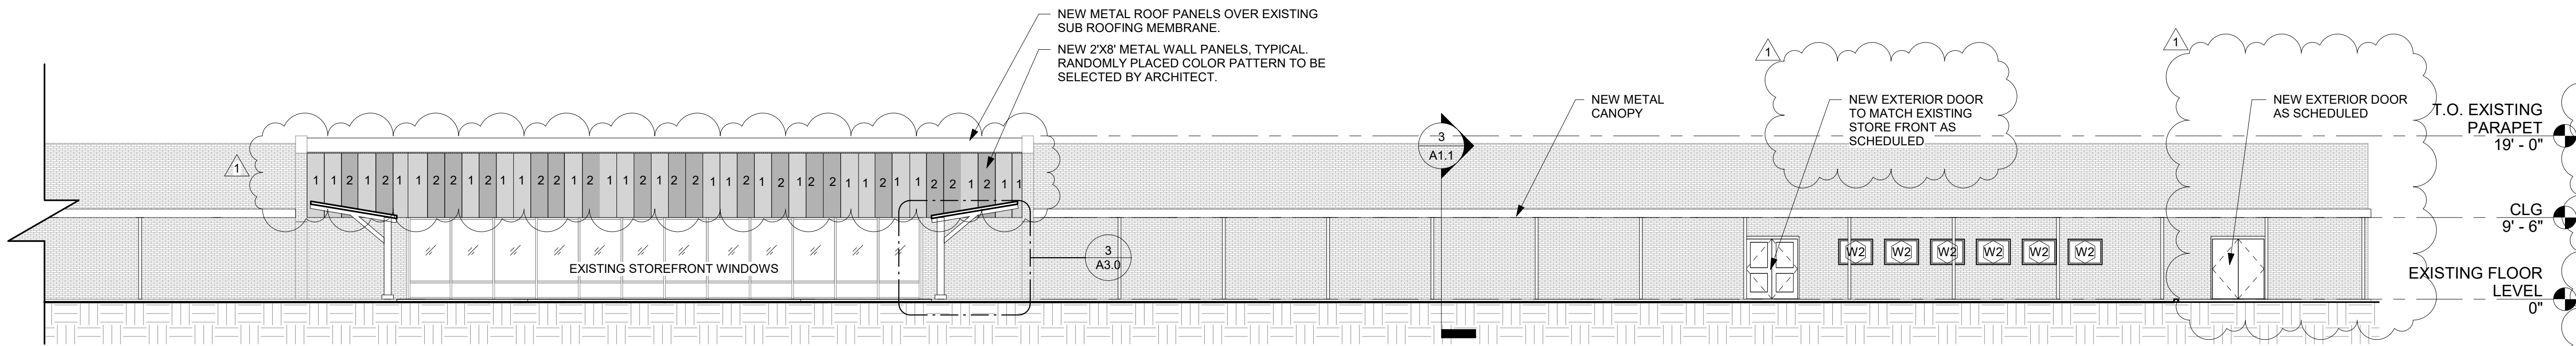 NEW METAL ROOF PANELS OVER EXISTING
SUB ROOFING MEMBRANE.
NEW 2'X8' METAL WALL PANELS, TYPICAL.
RANDOMLY PLACED COLOR PATTERN TO BE
SELECTED BY ARCHITECT.
1
1 1 2 1 2 1 1 2 2 1 2 1 1 2 2 1 2 1 1 2 1 2 2 1 1 2 1 2 1 2 2 1 1 2 1 1 2 2 1 2 1 1
EXISTING STOREFRONT WINDOWS
3
A3.0
3
A1.1
NEW METAL
CANOPY
1
NEW EXTERIOR DOOR
TO MATCH EXISTING
STORE FRONT AS
SCHEDULED
W2 W2 W2 W2 W2 W2
1
NEW EXTERIOR DOOR
AS SCHEDULED
T.O. EXISTING
PARAPET
19' - 0"
CLG
9' - 6"
EXISTING FLOOR
LEVEL
0"